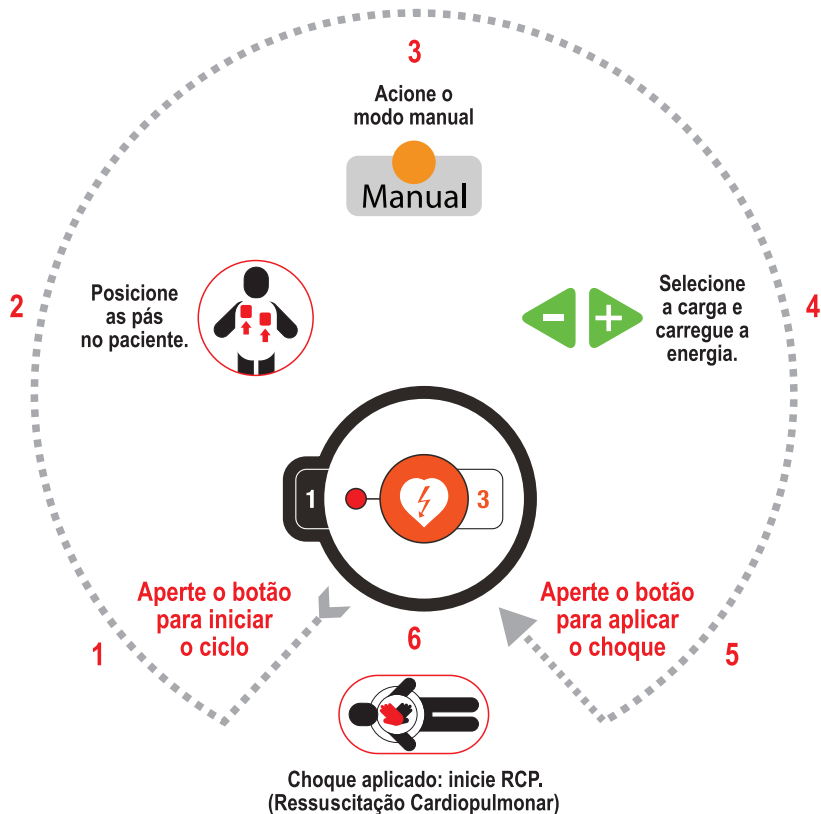 3
Acione o
modo manual
Manual
2
Posicione
as pás
no paciente.
Selecione
a carga e
carregue a
energia.
4
1
3
Aperte o botão
para iniciar
o ciclo
1
6
Aperte o botão
para aplicar
o choque
5
Choque aplicado: inicie RCP.
(Ressuscitação Cardiopulmonar)